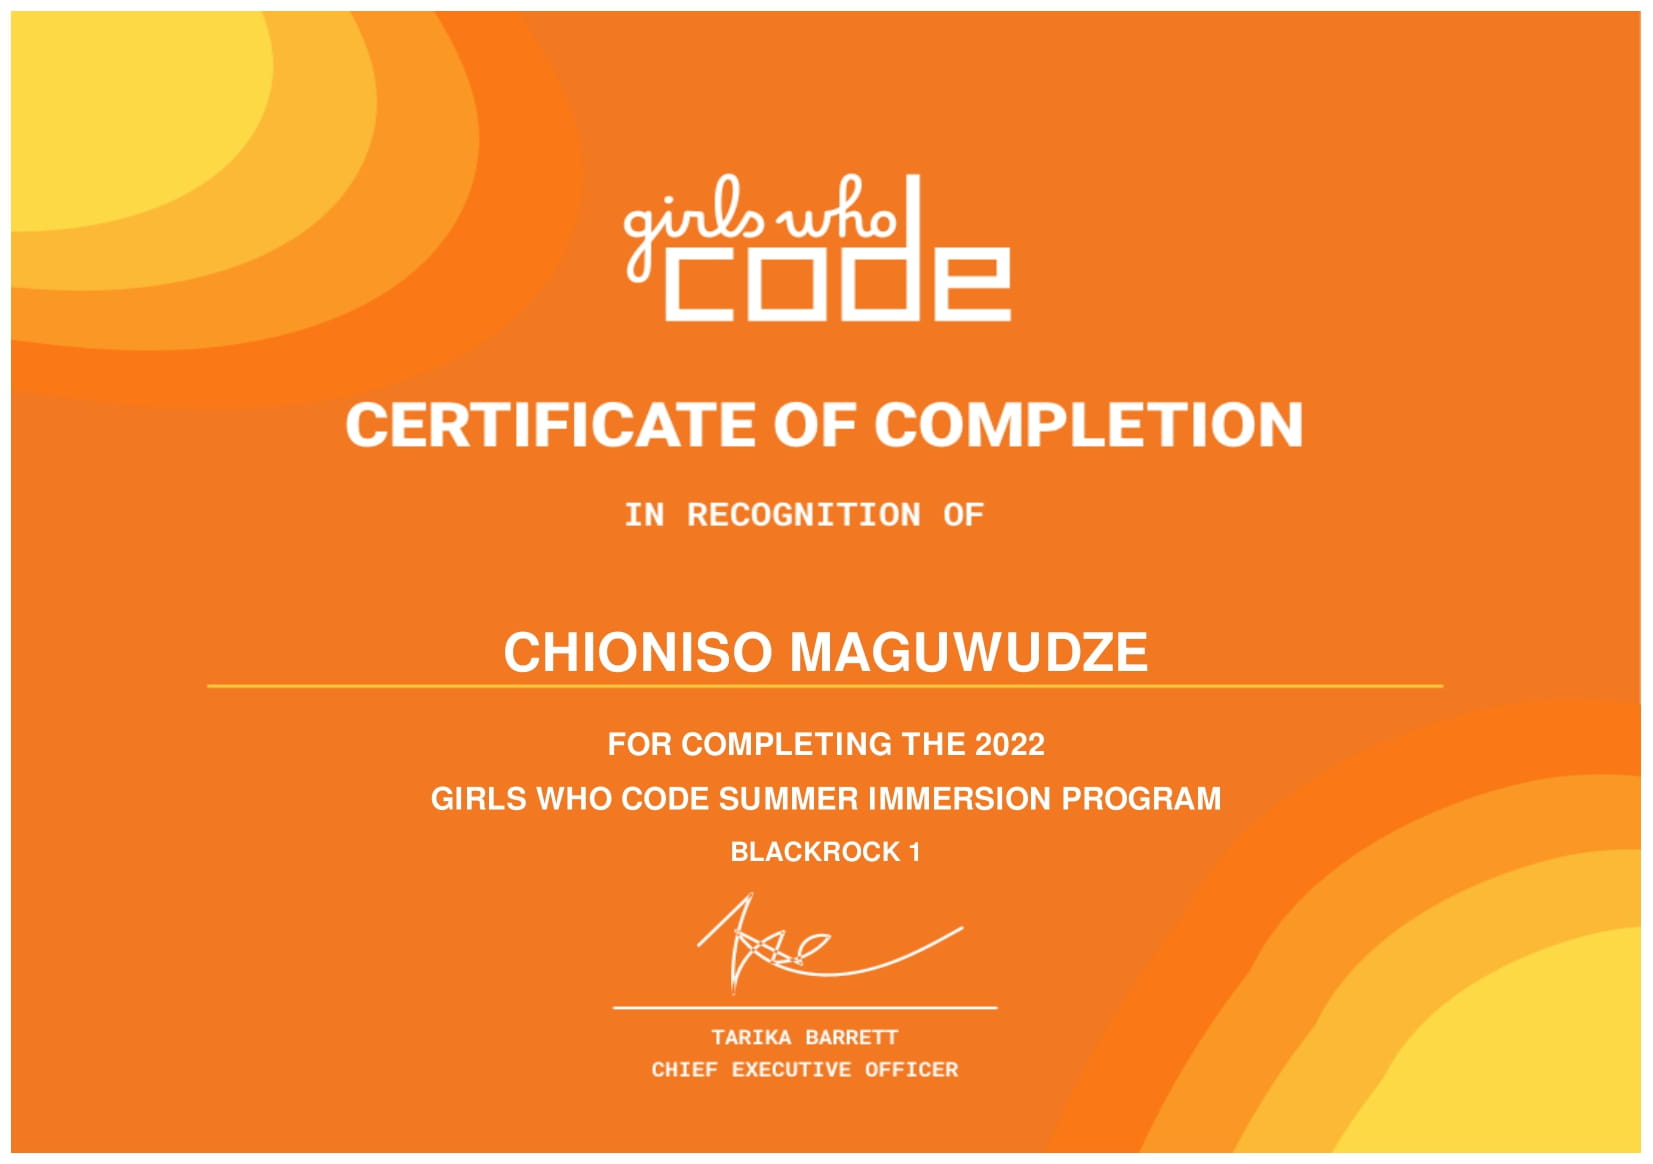 girls who
code
CERTIFICATE OF COMPLETION
IN RECOGNITION OF
CHIONISO MAGUWUDZE
FOR COMPLETING THE 2022
GIRLS WHO CODE SUMMER IMMERSION PROGRAM
BLACKROCK 1
TARIKA BARRETT
CHIEF EXECUTIVE OFFICER